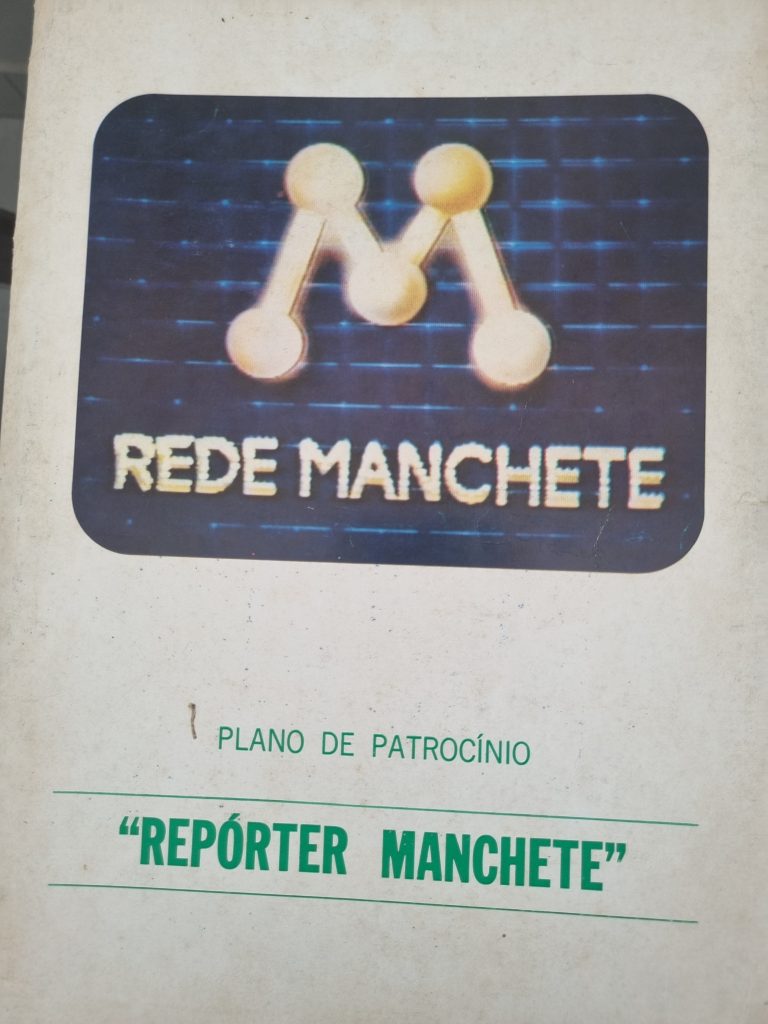 REDE MANCHETE
PLANO DE PATROCÍNIO
“REPÓRTER MANCHETE”